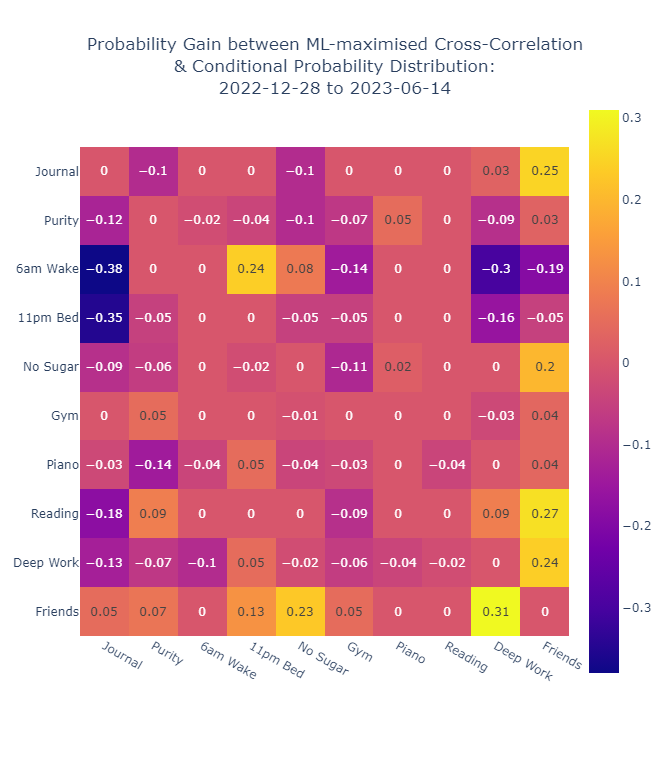 Probability Gain between ML-maximised Cross-Correlation
& Conditional Probability Distribution:
2022-12-28 to 2023-06-14
Journal 0 −0.1 0 0 −0.1 0 0 0 0.03 0.25
Purity −0.12 0 −0.02 −0.04 −0.1 −0.07 0.05 0 −0.09 0.03
6am Wake −0.38 0 0 0.24 0.08 −0.14 0 0 −0.3 −0.19
11pm Bed −0.35 −0.05 0 0 −0.05 −0.05 0 0 −0.16 −0.05
No Sugar −0.09 −0.06 0 −0.02 0 −0.11 0.02 0 0 0.2
Gym 0 0.05 0 0 −0.01 0 0 0 −0.03 0.04
Piano −0.03 −0.14 −0.04 0.05 −0.04 −0.03 0 −0.04 0 0.04
Reading −0.18 0.09 0 0 0 −0.09 0 0 0.09 0.27
Deep Work −0.13 −0.07 −0.1 0.05 −0.02 −0.06 −0.04 −0.02 0 0.24
Friends 0.05 0.07 0 0.13 0.23 0.05 0 0 0.31 0
Journal Purity 6am Wake 11pm Bed No Sugar Gym Piano Reading Deep Work Friends
0.3
0.2
0.1
0
−0.1
−0.2
−0.3